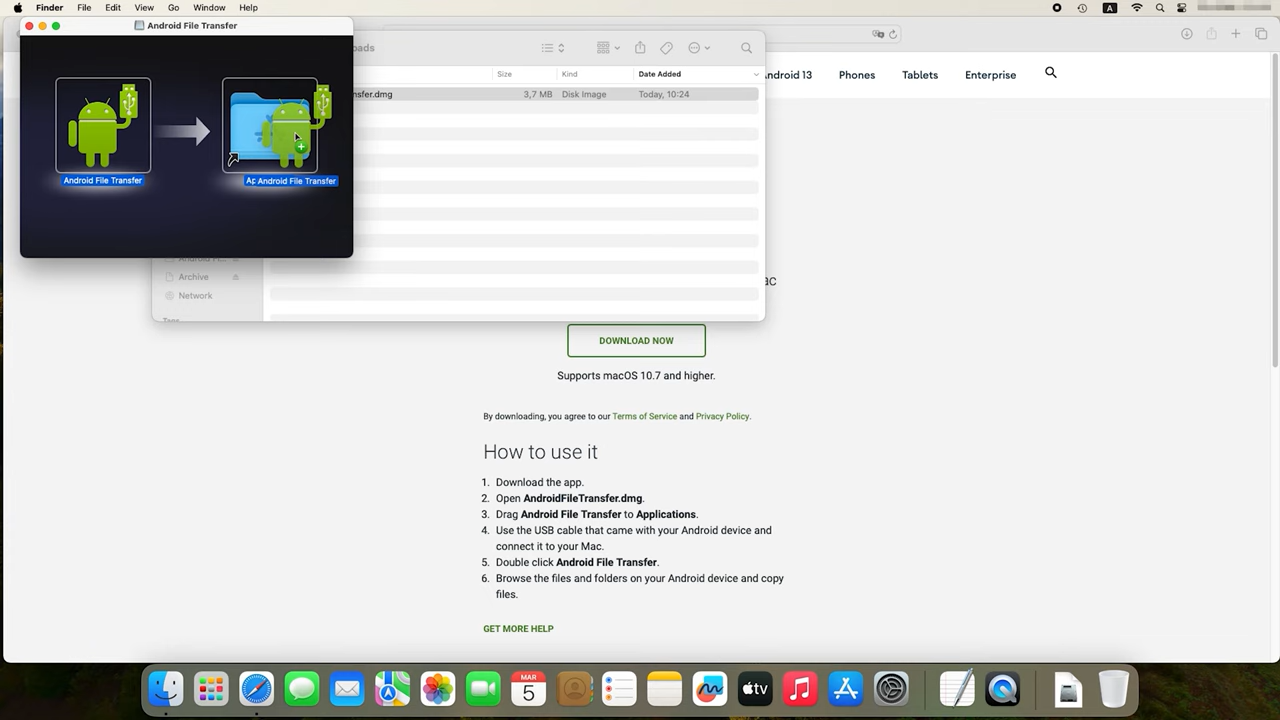 Finder File Edit View Go Window Help
A
Android File Transfer
Android File Transfer
Ap Android File Transfer
oads
Size Kind Date Added
nsfer.dmg 3,7 MB Disk Image Today, 10:24
Archive
Network
Tags
Android 13 Phones Tablets Enterprise
ac
DOWNLOAD NOW
Supports macOS 10.7 and higher.
By downloading, you agree to our Terms of Service and Privacy Policy.
How to use it
1. Download the app.
2. Open AndroidFileTransfer.dmg.
3. Drag Android File Transfer to Applications.
4. Use the USB cable that came with your Android device and
connect it to your Mac.
5. Double click Android File Transfer.
6. Browse the files and folders on your Android device and copy
files.
GET MORE HELP
MAR
5
tv